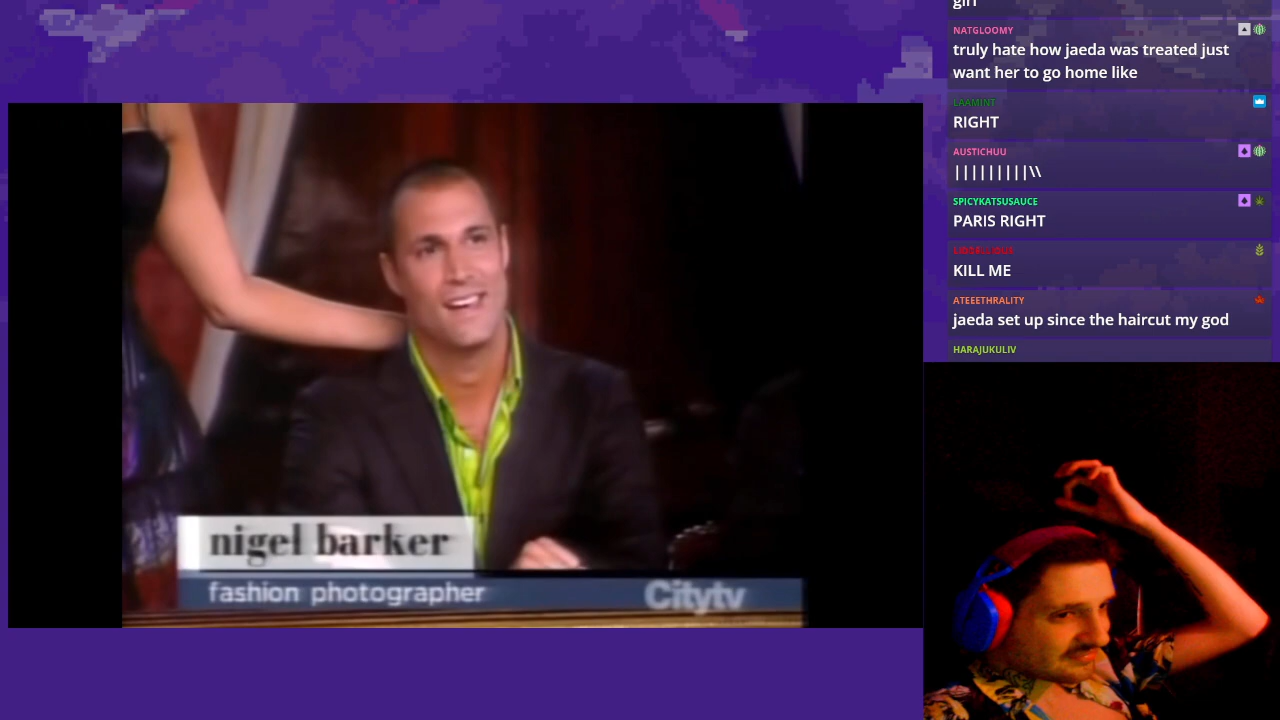 nigel barker
fashion photographer
Citytv
girl
NATGLOOMY
truly hate how jaeda was treated just
want her to go home like
LAAMINT
RIGHT
AUSTICHUU
|||||||||\\
SPICYKATSUSAUCE
PARIS RIGHT
KILL ME
ATEEETHRALITY
jaeda set up since the haircut my god
HARAJUKULIV